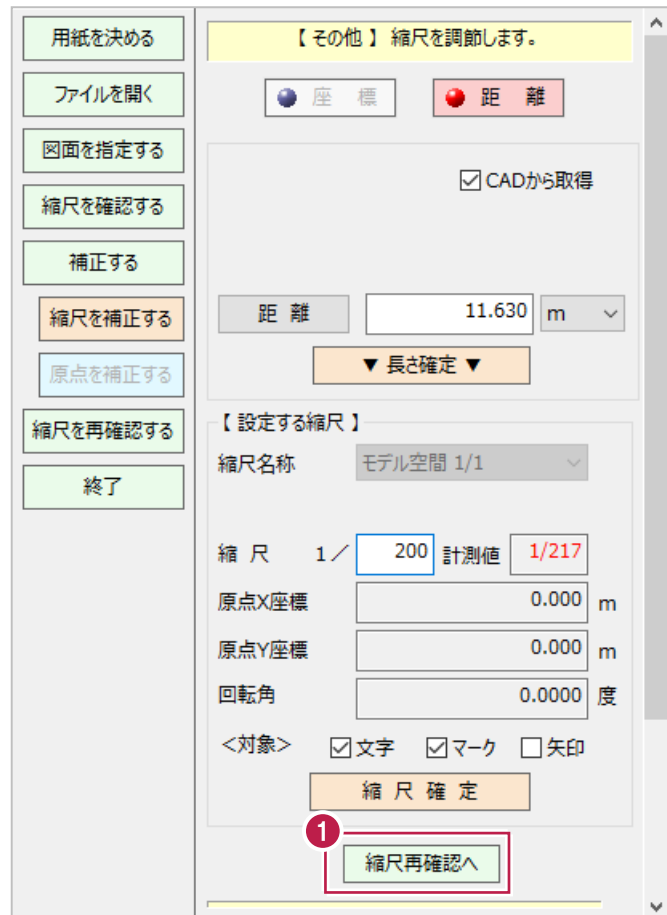 用紙を決める
ファイルを開く
図面を指定する
縮尺を確認する
補正する
縮尺を補正する
原点を補正する
縮尺を再確認する
終了
【 その他 】 縮尺を調節します。
座 標 距 離
CADから取得
距 離 11.630 m
▼ 長さ確定 ▼
【 設定する縮尺 】
縮尺名称 モデル空間 1/1
縮 尺 1／ 200 計測値 1/217
原点X座標 0.000 m
原点Y座標 0.000 m
回転角 0.0000 度
<対象> 文字 マーク 矢印
縮 尺 確 定
1
縮尺再確認へ